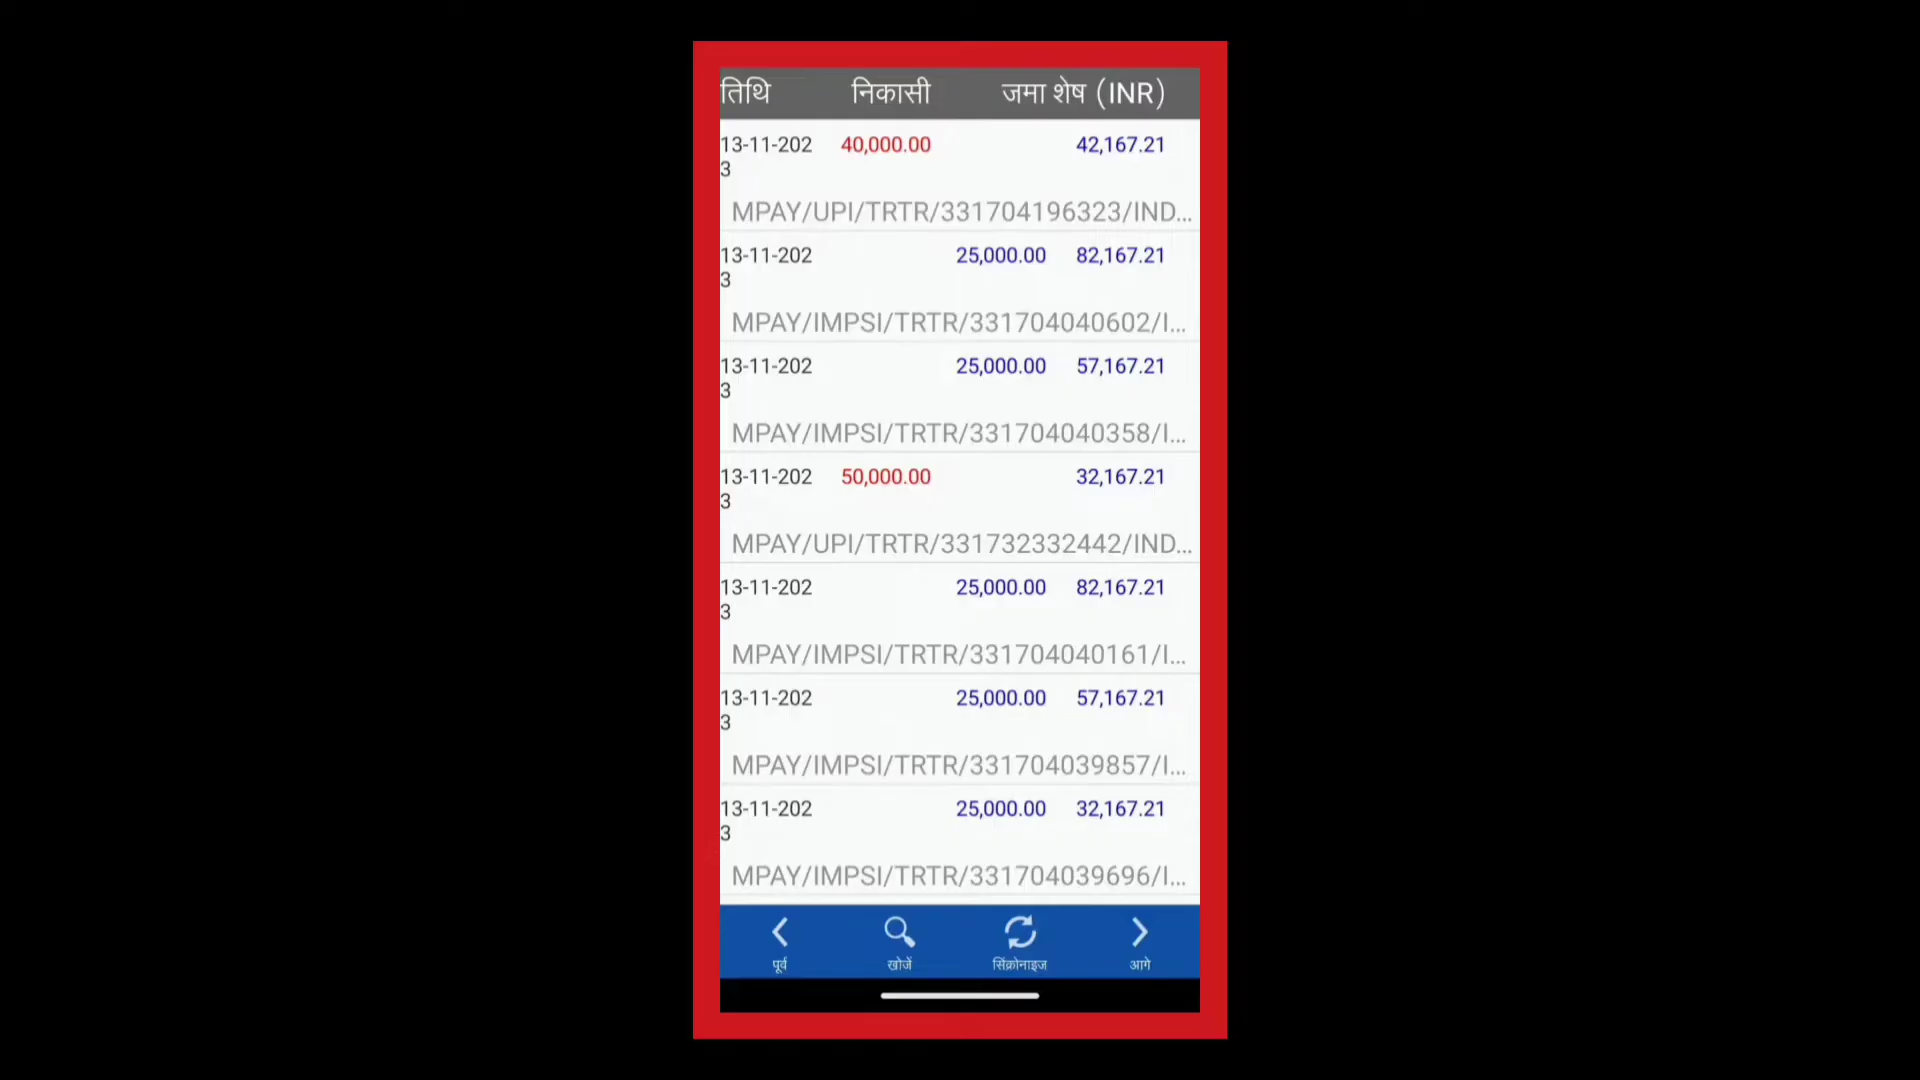 तिथि निकासी जमा शेष (INR)
13-11-202 40,000.00 42,167.21
3
MPAY/UPI/TRTR/331704196323/IND...
13-11-202 25,000.00 82,167.21
3
MPAY/IMPSI/TRTR/331704040602/I...
13-11-202 25,000.00 57,167.21
3
MPAY/IMPSI/TRTR/331704040358/I...
13-11-202 50,000.00 32,167.21
3
MPAY/UPI/TRTR/331732332442/IND...
13-11-202 25,000.00 82,167.21
3
MPAY/IMPSI/TRTR/331704040161/I...
13-11-202 25,000.00 57,167.21
3
MPAY/IMPSI/TRTR/331704039857/I...
13-11-202 25,000.00 32,167.21
3
MPAY/IMPSI/TRTR/331704039696/I...
पूर्व खोजें सिंक्रोनाइज आगे